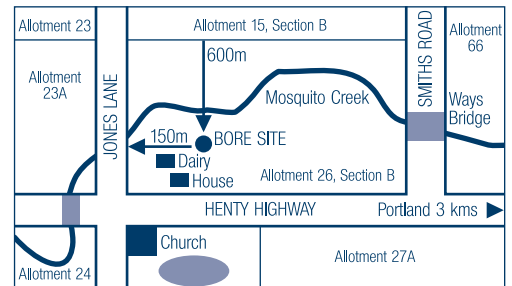 Allotment 23
Allotment 15, Section B
Allotment
66
SMITHS ROAD
600m
Allotment
23A
JONES LANE
Mosquito Creek
Ways
Bridge
150m
BORE SITE
Dairy
House
Allotment 26, Section B
HENTY HIGHWAY
Portland 3 kms
Church
Allotment 27A
Allotment 24